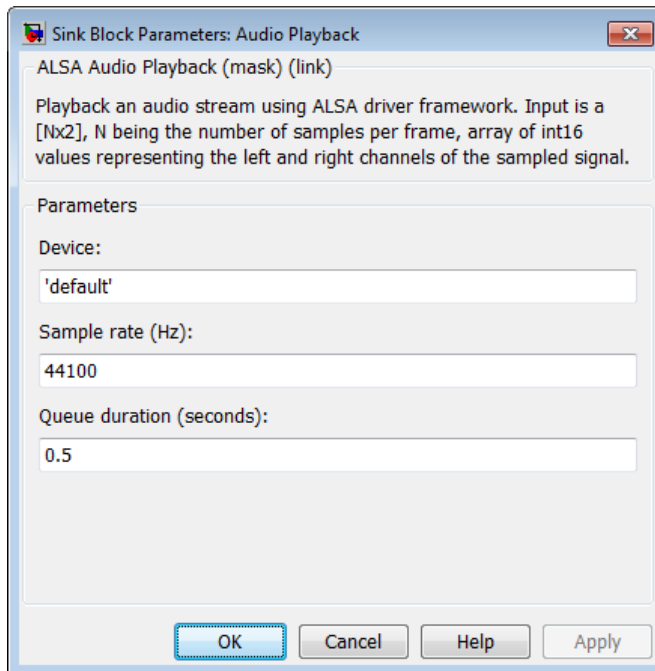 Sink Block Parameters: Audio Playback
ALSA Audio Playback (mask) (link)
Playback an audio stream using ALSA driver framework. Input is a
[Nx2], N being the number of samples per frame, array of int16
values representing the left and right channels of the sampled signal.
Parameters
Device:
'default'
Sample rate (Hz):
44100
Queue duration (seconds):
0.5
OK Cancel Help Apply